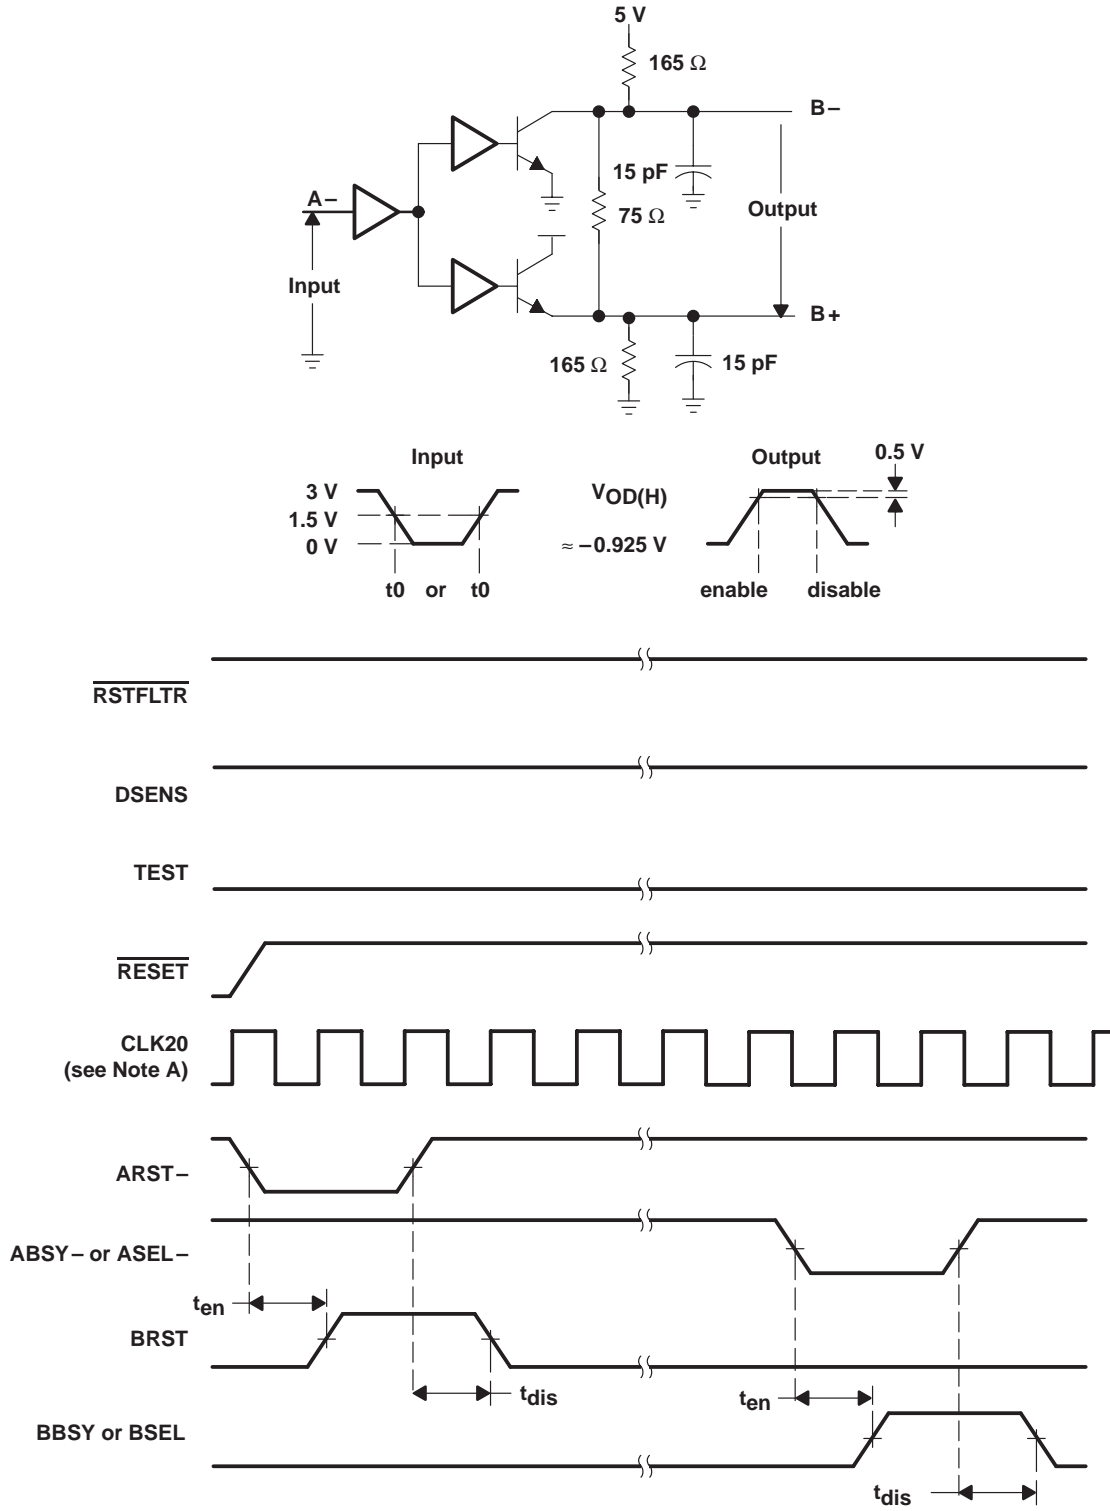 5 V
165 Ω
B–
15 pF
A–
75 Ω
Output
Input
B+
165 Ω
15 pF
Input
Output
0.5 V
3 V
VOD(H)
1.5 V
0 V
≈ –0.925 V
t0 or t0
enable
disable
RSTFLTR
DSENS
TEST
RESET
CLK20
(see Note A)
ARST–
ABSY– or ASEL–
ten
BRST
tdis
ten
BBSY or BSEL
tdis